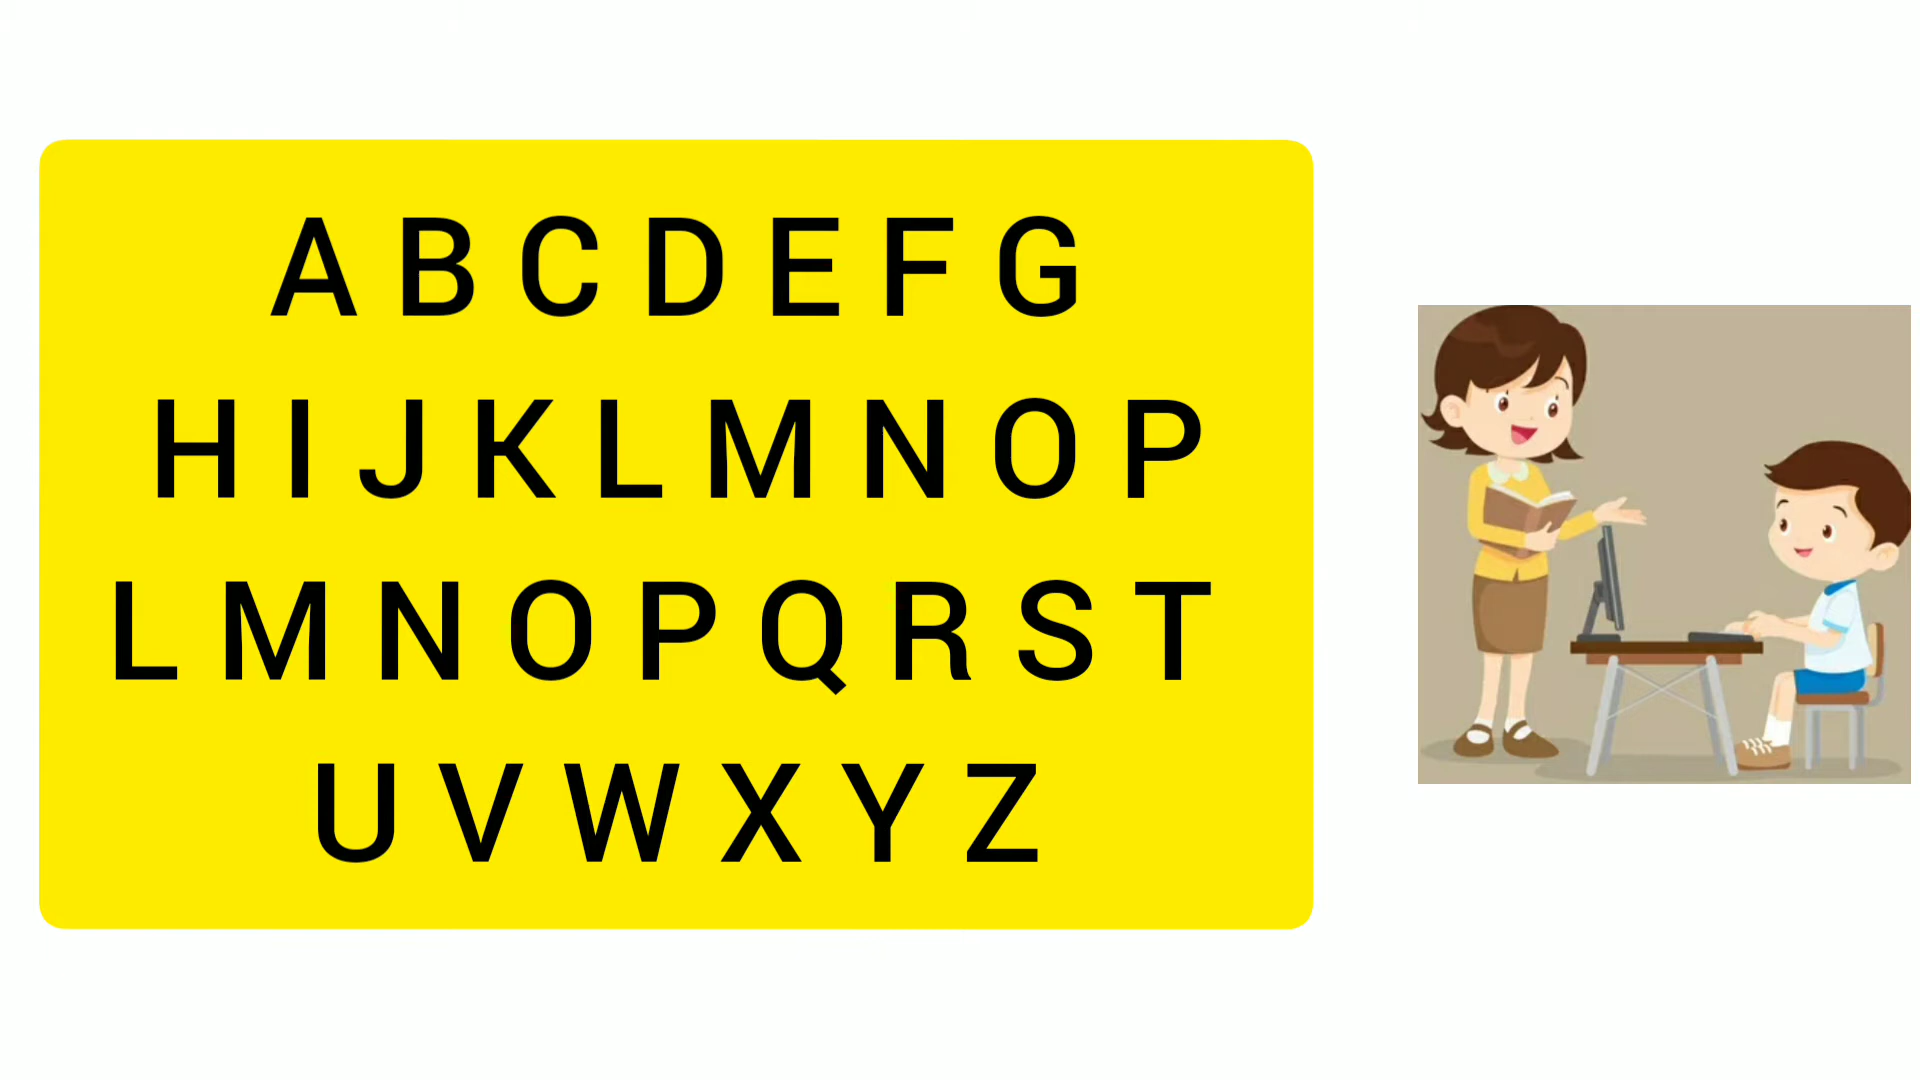 A B C D E F G
H I J K L M N O P
L M N O P Q R S T
U V W X Y Z